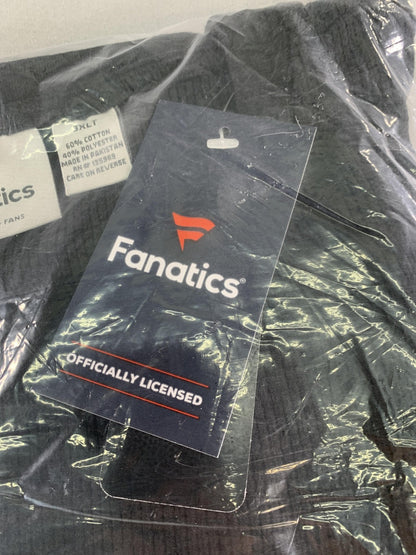 3XLT
60% COTTON
40% POLYESTER
MADE IN PAKISTAN
CARE ON REVERSE
tics
FANS
Fanatics
OFFICIALLY LICENSED